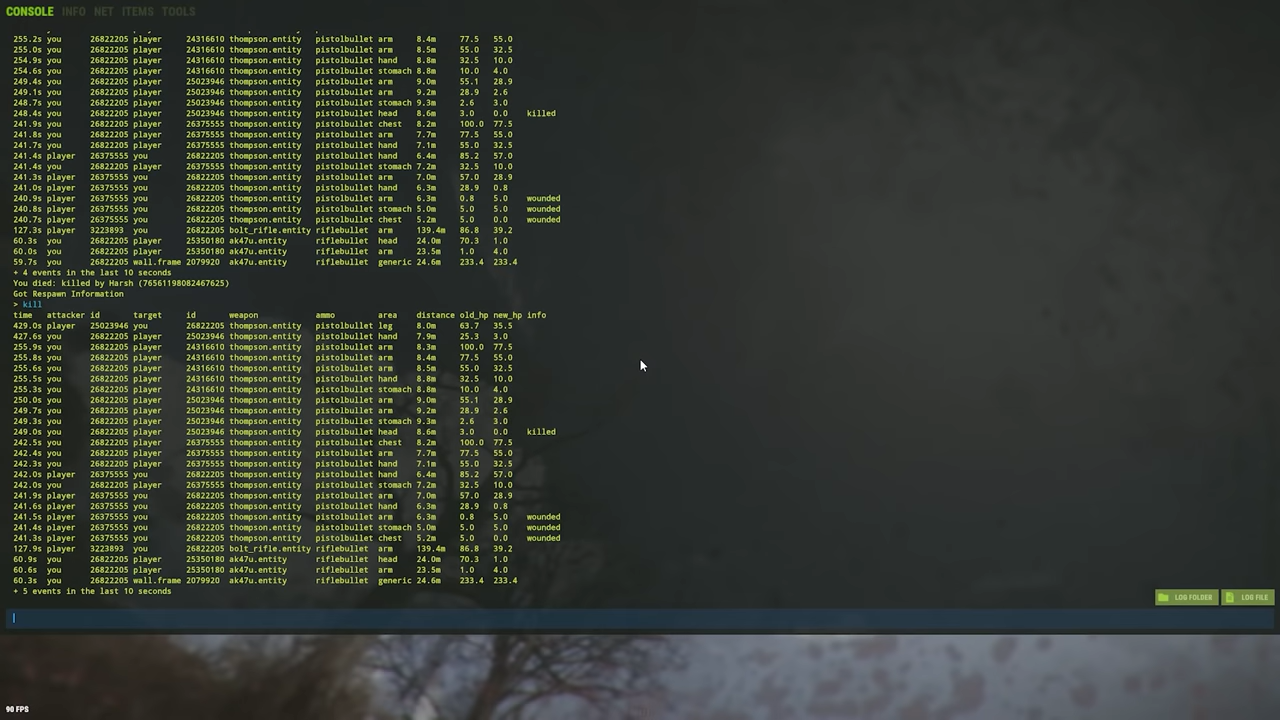 CONSOLE INFO NET ITEMS TOOLS
255.2s you 26822205 player 24316610 thompson.entity pistolbullet arm 8.4m 77.5 55.0
255.0s you 26822205 player 24316610 thompson.entity pistolbullet arm 8.5m 55.0 32.5
254.9s you 26822205 player 24316610 thompson.entity pistolbullet hand 8.8m 32.5 10.0
254.6s you 26822205 player 24316610 thompson.entity pistolbullet stomach 8.8m 10.0 4.0
249.4s you 26822205 player 25023946 thompson.entity pistolbullet arm 9.0m 55.1 28.9
249.1s you 26822205 player 25023946 thompson.entity pistolbullet arm 9.2m 28.9 2.6
248.7s you 26822205 player 25023946 thompson.entity pistolbullet stomach 9.3m 2.6 3.0
248.4s you 26822205 player 25023946 thompson.entity pistolbullet head 8.6m 3.0 0.0 killed
241.9s you 26822205 player 26375555 thompson.entity pistolbullet chest 8.2m 100.0 77.5
241.8s you 26822205 player 26375555 thompson.entity pistolbullet arm 7.7m 77.5 55.0
241.7s you 26822205 player 26375555 thompson.entity pistolbullet hand 7.1m 55.0 32.5
241.4s player 26375555 you 26822205 thompson.entity pistolbullet hand 6.4m 85.2 57.0
241.4s you 26822205 player 26375555 thompson.entity pistolbullet stomach 7.2m 32.5 10.0
241.3s player 26375555 you 26822205 thompson.entity pistolbullet arm 7.0m 57.0 28.9
241.0s player 26375555 you 26822205 thompson.entity pistolbullet hand 6.3m 28.9 0.8
240.9s player 26375555 you 26822205 thompson.entity pistolbullet arm 6.3m 0.8 5.0 wounded
240.8s player 26375555 you 26822205 thompson.entity pistolbullet stomach 5.0m 5.0 5.0 wounded
240.7s player 26375555 you 26822205 thompson.entity pistolbullet chest 5.2m 5.0 0.0 wounded
127.3s player 3223893 you 26822205 bolt_rifle.entity riflebullet arm 139.4m 86.8 39.2
60.3s you 26822205 player 25350180 ak47u.entity riflebullet head 24.0m 70.3 1.0
60.0s you 26822205 player 25350180 ak47u.entity riflebullet arm 23.5m 1.0 4.0
59.7s you 26822205 wall.frame 2079920 ak47u.entity riflebullet generic 24.6m 233.4 233.4
+ 4 events in the last 10 seconds
You died: killed by Harsh (76561198082467625)
Got Respawn Information
> kill
time attacker id target id weapon ammo area distance old_hp new_hp info
429.0s player 25023946 you 26822205 thompson.entity pistolbullet leg 8.0m 63.7 35.5
427.6s you 26822205 player 25023946 thompson.entity pistolbullet hand 7.9m 25.3 3.0
255.9s you 26822205 player 24316610 thompson.entity pistolbullet arm 8.3m 100.0 77.5
255.8s you 26822205 player 24316610 thompson.entity pistolbullet arm 8.4m 77.5 55.0
255.6s you 26822205 player 24316610 thompson.entity pistolbullet arm 8.5m 55.0 32.5
255.5s you 26822205 player 24316610 thompson.entity pistolbullet hand 8.8m 32.5 10.0
255.3s you 26822205 player 24316610 thompson.entity pistolbullet stomach 8.8m 10.0 4.0
250.0s you 26822205 player 25023946 thompson.entity pistolbullet arm 9.0m 55.1 28.9
249.7s you 26822205 player 25023946 thompson.entity pistolbullet arm 9.2m 28.9 2.6
249.3s you 26822205 player 25023946 thompson.entity pistolbullet stomach 9.3m 2.6 3.0
249.0s you 26822205 player 25023946 thompson.entity pistolbullet head 8.6m 3.0 0.0 killed
242.5s you 26822205 player 26375555 thompson.entity pistolbullet chest 8.2m 100.0 77.5
242.4s you 26822205 player 26375555 thompson.entity pistolbullet arm 7.7m 77.5 55.0
242.3s you 26822205 player 26375555 thompson.entity pistolbullet hand 7.1m 55.0 32.5
242.0s player 26375555 you 26822205 thompson.entity pistolbullet hand 6.4m 85.2 57.0
242.0s you 26822205 player 26375555 thompson.entity pistolbullet stomach 7.2m 32.5 10.0
241.9s player 26375555 you 26822205 thompson.entity pistolbullet arm 7.0m 57.0 28.9
241.6s player 26375555 you 26822205 thompson.entity pistolbullet hand 6.3m 28.9 0.8
241.5s player 26375555 you 26822205 thompson.entity pistolbullet arm 6.3m 0.8 5.0 wounded
241.4s player 26375555 you 26822205 thompson.entity pistolbullet stomach 5.0m 5.0 5.0 wounded
241.3s player 26375555 you 26822205 thompson.entity pistolbullet chest 5.2m 5.0 0.0 wounded
127.9s player 3223893 you 26822205 bolt_rifle.entity riflebullet arm 139.4m 86.8 39.2
60.9s you 26822205 player 25350180 ak47u.entity riflebullet head 24.0m 70.3 1.0
60.6s you 26822205 player 25350180 ak47u.entity riflebullet arm 23.5m 1.0 4.0
60.3s you 26822205 wall.frame 2079920 ak47u.entity riflebullet generic 24.6m 233.4 233.4
+ 5 events in the last 10 seconds
LOG FOLDER LOG FILE
90 FPS